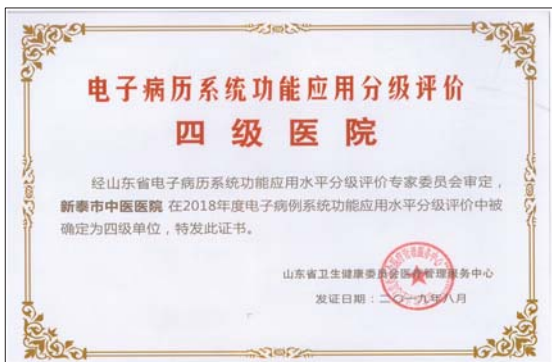 电子病历系统功能应用分级评价
四级医院
经山东省电子病历系统功能应用水平分级评价专家委员会审定，
新泰市中医医院 在2018年度电子病例系统功能应用水平分级评价中被
确定为四级单位，特发此证书。
山东省卫生健康委员会医疗管理服务中心
发证日期：二〇一九年八月